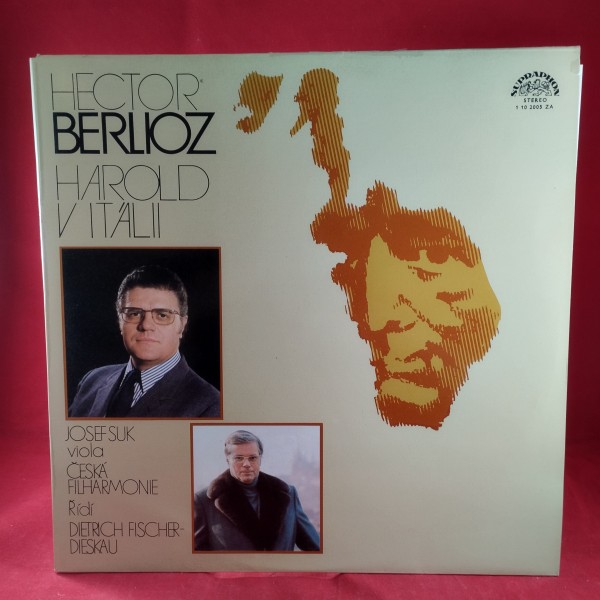 HECTOR
BERLIOZ
HAROLD
V ITÁLII
SUPRAPHON
STEREO
1 10 2005 ZA
JOSEF SUK
viola
ČESKÁ
FILHARMONIE
Řídí
DIETRICH FISCHER-
DIESKAU